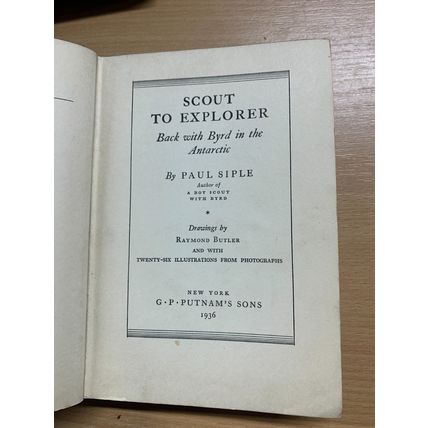 SCOUT
TO EXPLORER
Back with Byrd in the
Antarctic
By PAUL SIPLE
Author of
A BOY SCOUT
WITH BYRD
*
Drawings by
RAYMOND BUTLER
AND WITH
TWENTY-SIX ILLUSTRATIONS FROM PHOTOGRAPHS
NEW YORK
G · P · PUTNAM'S SONS
1936